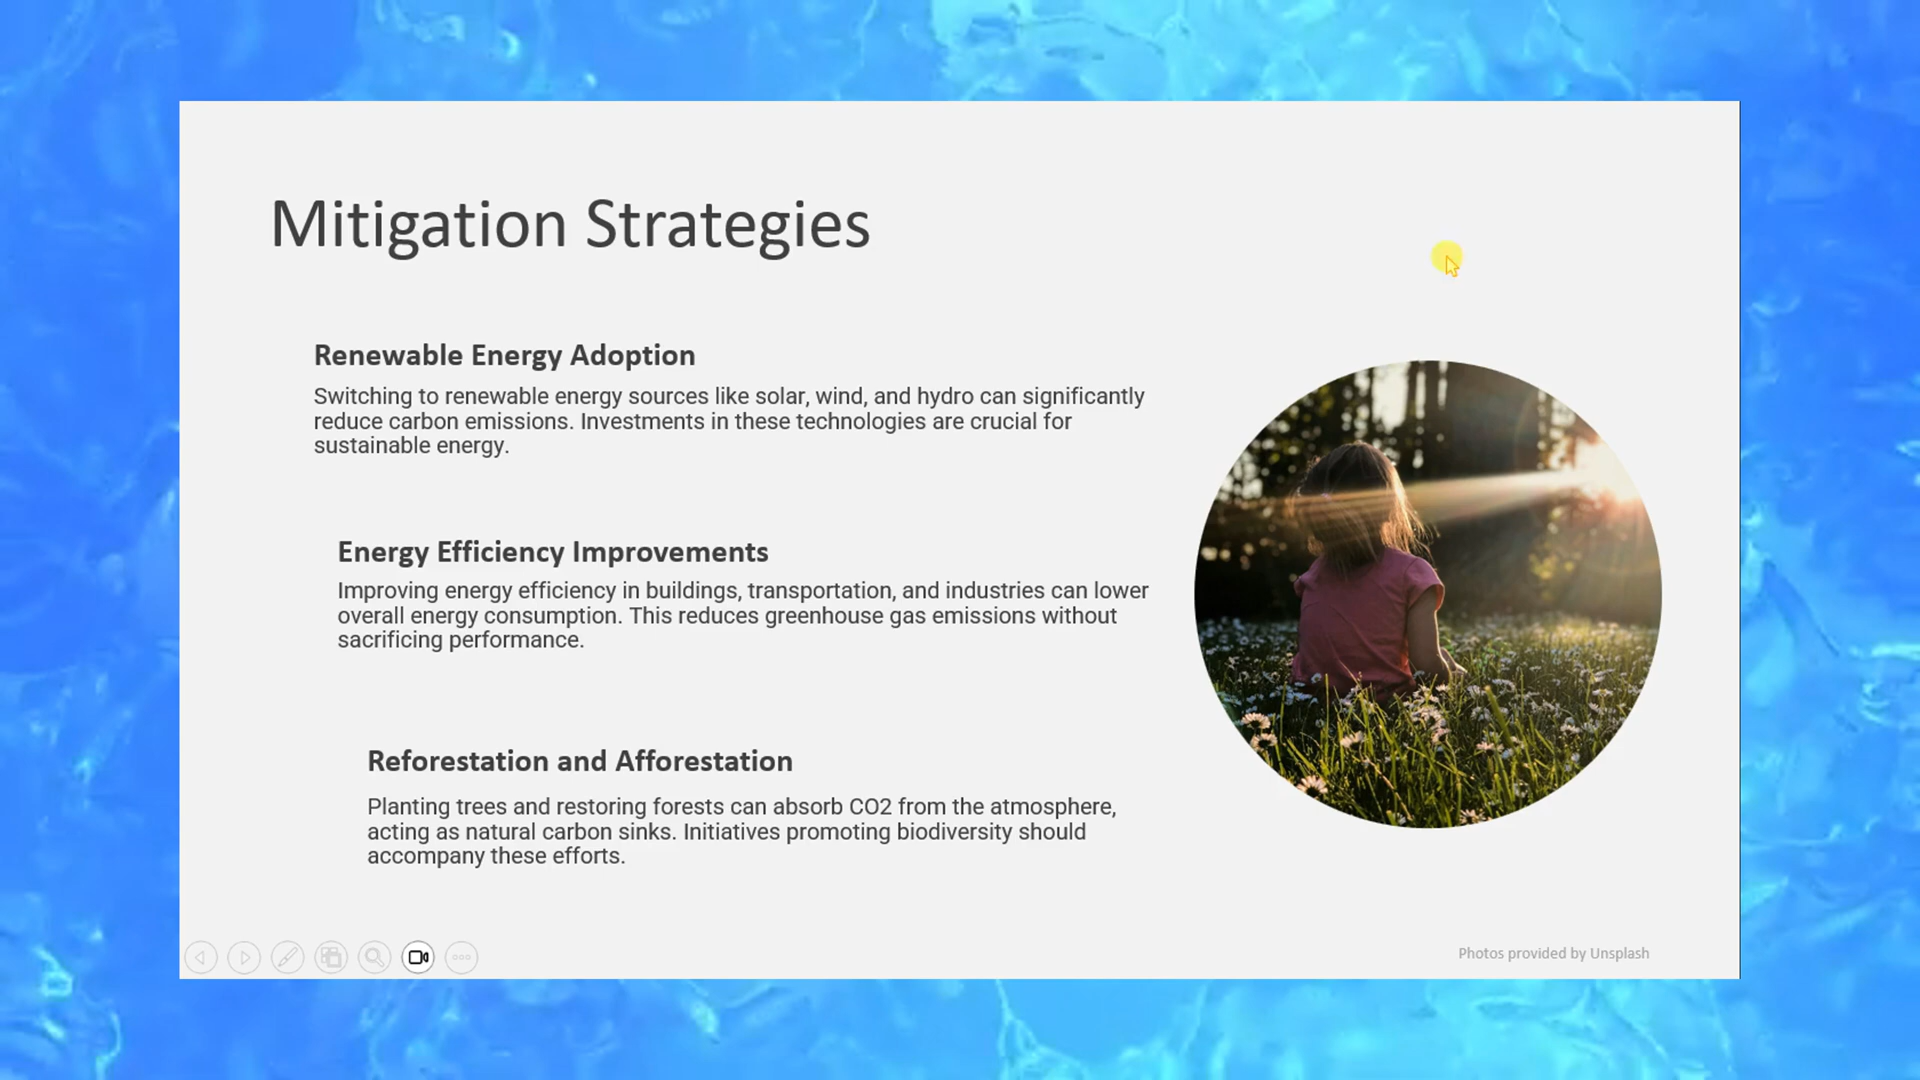 Mitigation Strategies
Renewable Energy Adoption
Switching to renewable energy sources like solar, wind, and hydro can significantly
reduce carbon emissions. Investments in these technologies are crucial for
sustainable energy.
Energy Efficiency Improvements
Improving energy efficiency in buildings, transportation, and industries can lower
overall energy consumption. This reduces greenhouse gas emissions without
sacrificing performance.
Reforestation and Afforestation
Planting trees and restoring forests can absorb CO2 from the atmosphere,
acting as natural carbon sinks. Initiatives promoting biodiversity should
accompany these efforts.
Photos provided by Unsplash